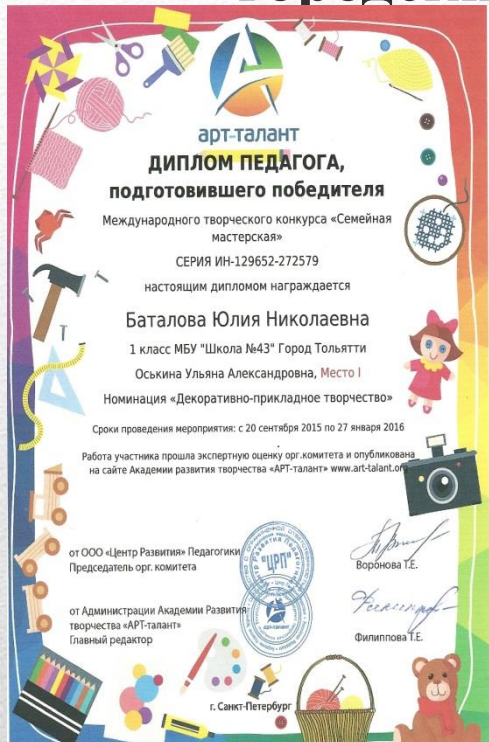 арт-талант
ДИПЛОМ ПЕДАГОГА,
подготовившего победителя
Международного творческого конкурса «Семейная
мастерская»
СЕРИЯ ИН-129652-272579
настоящим дипломом награждается
Баталова Юлия Николаевна
1 класс МБУ "Школа №43" Город Тольятти
Оськина Ульяна Александровна, Место I
Номинация «Декоративно-прикладное творчество»
Сроки проведения мероприятия: с 20 сентября 2015 по 27 января 2016
Работа участника прошла экспертную оценку орг.комитета и опубликована
на сайте Академии развития творчества «АРТ-талант» www.art-talant.org
от ООО «Центр Развития» Педагогики
Председатель орг. комитета
"ЦРП"
Воронова Т.Е.
от Администрации Академии Развития
творчества «АРТ-талант»
Главный редактор
Филиппова Т.Е.
г. Санкт-Петербург